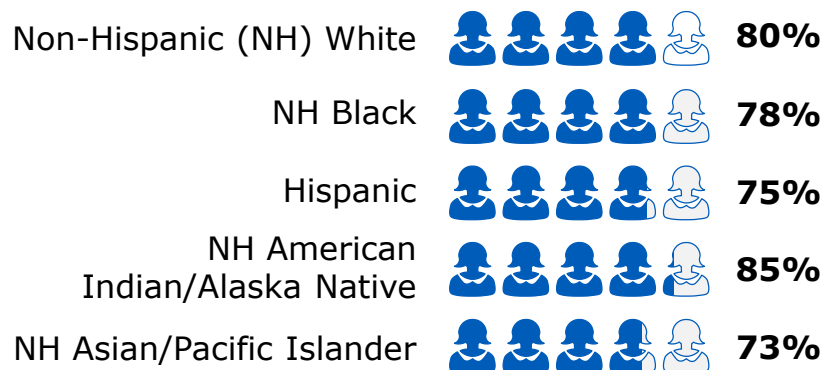 Non-Hispanic (NH) White 80%
NH Black 78%
Hispanic 75%
NH American
Indian/Alaska Native 85%
NH Asian/Pacific Islander 73%